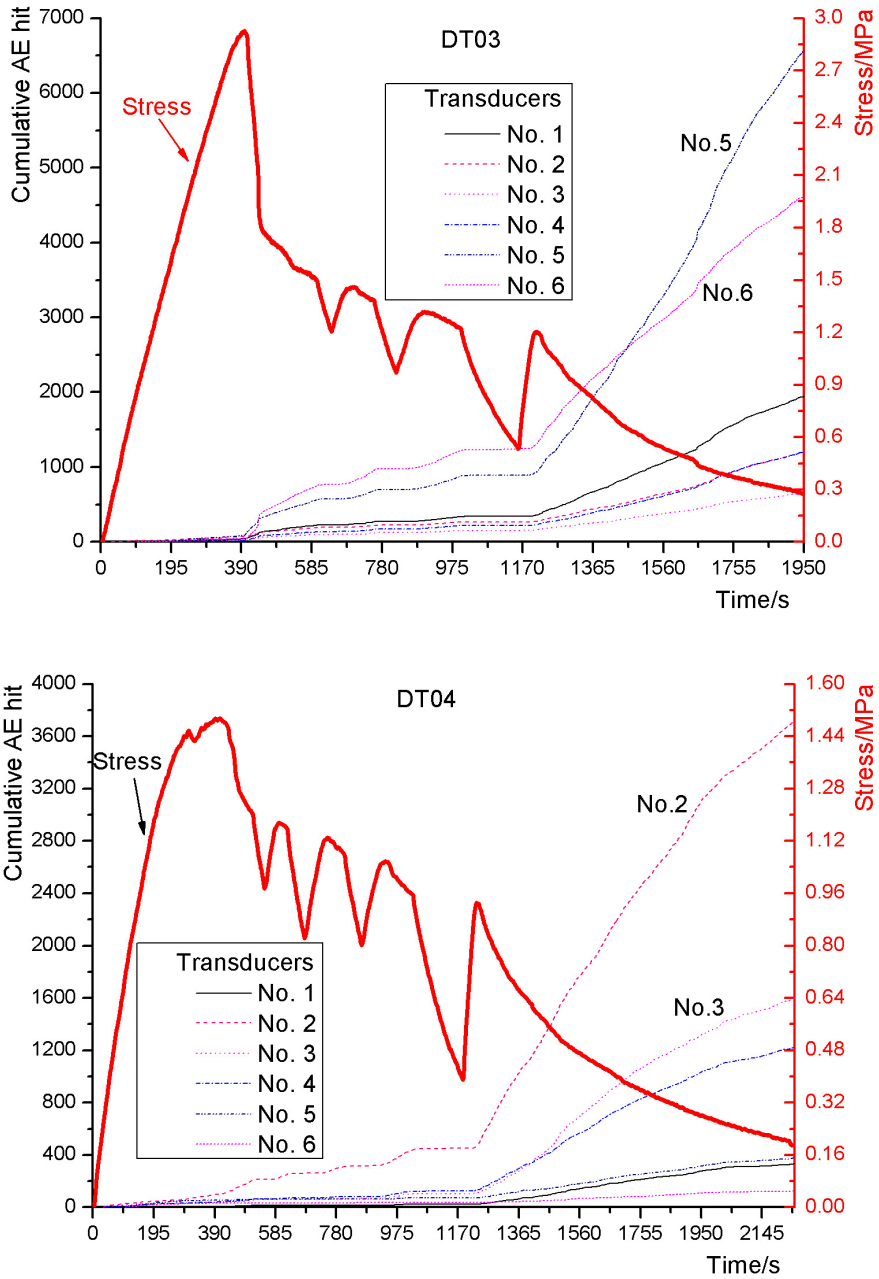 DT03
Cumulative AE hit
7000
6000
5000
4000
3000
2000
1000
0
Stress
Transducers
No. 1
No. 2
No. 3
No. 4
No. 5
No. 6
No.5
No.6
3.0
2.7
2.4
2.1
1.8
1.5
1.2
0.9
0.6
0.3
0.0
Stress/MPa
0 195 390 585 780 975 1170 1365 1560 1755 1950
Time/s
DT04
Cumulative AE hit
4000
3600
3200
2800
2400
2000
1600
1200
800
400
0
Stress
No.2
No.3
Transducers
No. 1
No. 2
No. 3
No. 4
No. 5
No. 6
1.60
1.44
1.28
1.12
0.96
0.80
0.64
0.48
0.32
0.16
0.00
Stress/MPa
0 195 390 585 780 975 1170 1365 1560 1755 1950 2145
Time/s